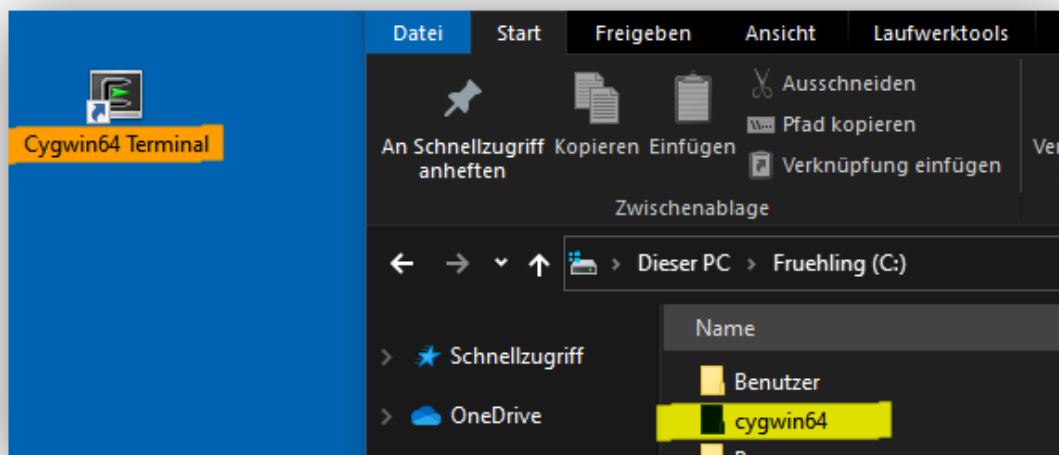 Cygwin64 Terminal
Datei Start Freigeben Ansicht Laufwerktools
An Schnellzugriff
anheften
Kopieren
Einfügen
Ausschneiden
Pfad kopieren
Verknüpfung einfügen
Zwischenablage
Dieser PC > Fruehling (C:)
Name
Schnellzugriff
OneDrive
Benutzer
cygwin64